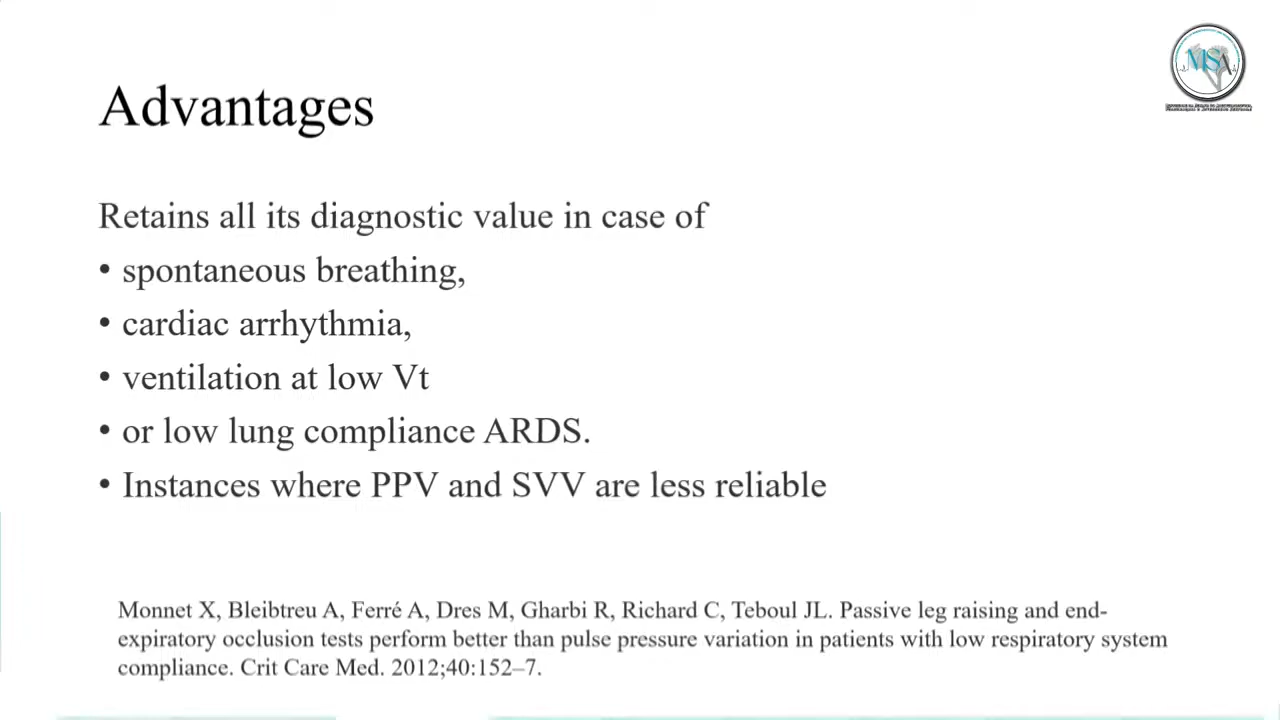 MSA
Advantages
Retains all its diagnostic value in case of
• spontaneous breathing,
• cardiac arrhythmia,
• ventilation at low Vt
• or low lung compliance ARDS.
• Instances where PPV and SVV are less reliable
Monnet X, Bleibtreu A, Ferré A, Dres M, Gharbi R, Richard C, Teboul JL. Passive leg raising and end-
expiratory occlusion tests perform better than pulse pressure variation in patients with low respiratory system
compliance. Crit Care Med. 2012;40:152–7.